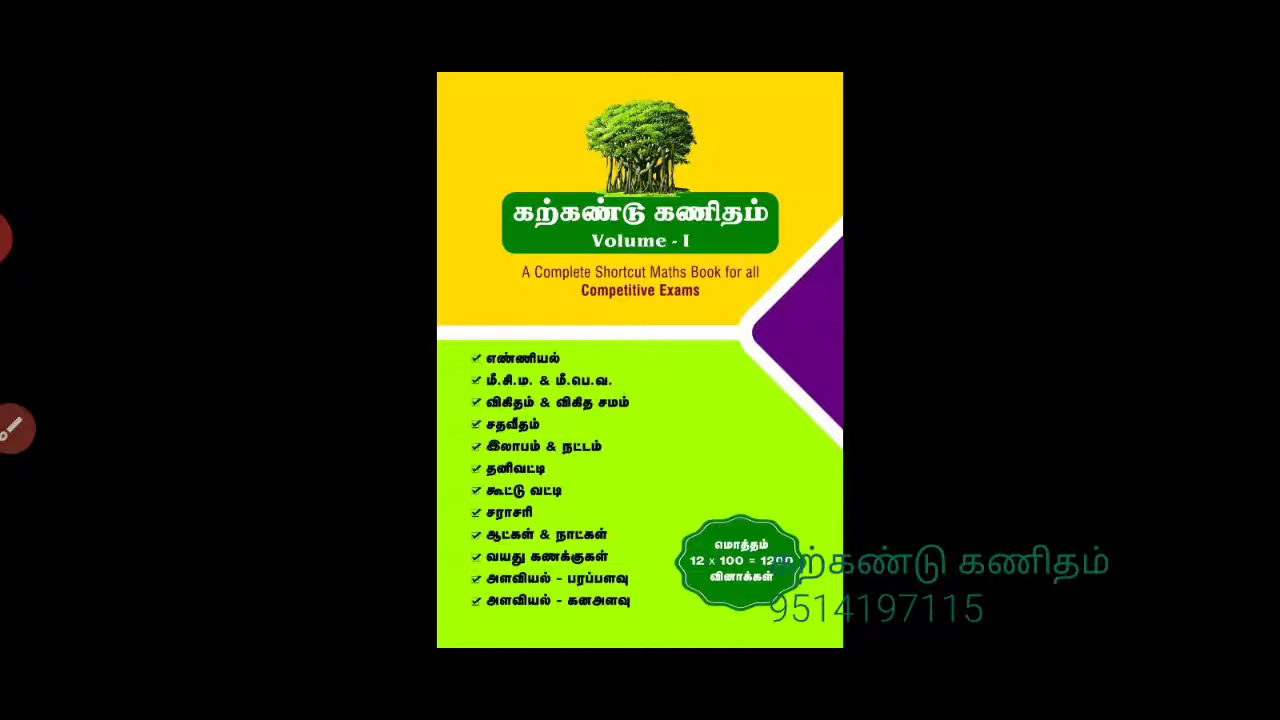 கற்கண்டு கணிதம்
Volume - I
A Complete Shortcut Maths Book for all
Competitive Exams
எண்ணியல்
மீ.சி.ம. & மீ.பெ.வ.
விகிதம் & விகித சமம்
சதவீதம்
இலாபம் & நட்டம்
தனிவட்டி
கூட்டு வட்டி
சராசரி
ஆட்கள் & நாட்கள்
வயது கணக்குகள்
அளவியல் - பரப்பளவு
அளவியல் - கனஅளவு
மொத்தம்
12 x 100 = 1200
வினாக்கள்
கற்கண்டு கணிதம்
9514197115